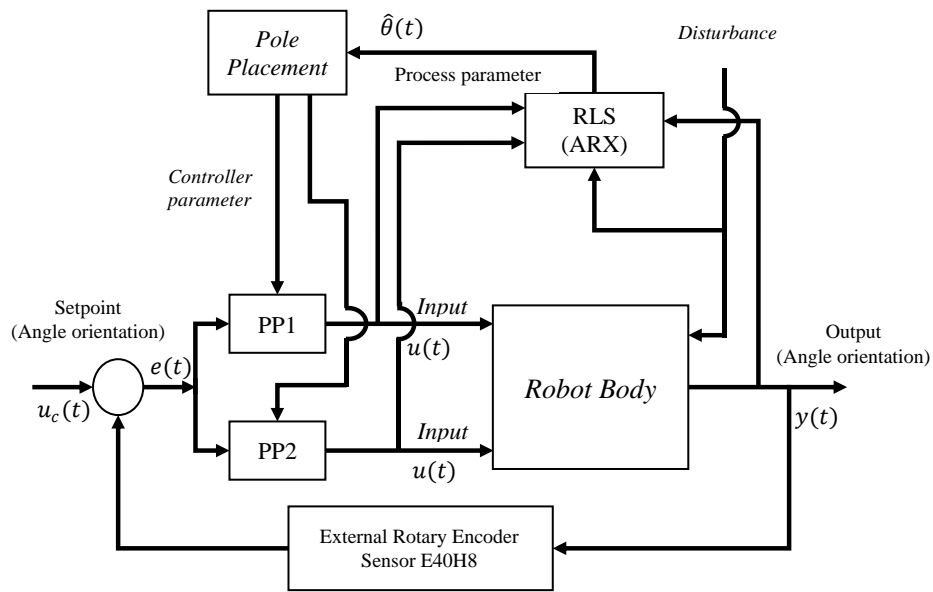 Pole
Placement
θ̂(t)
Process parameter
Disturbance
RLS
(ARX)
Controller
parameter
Setpoint
(Angle orientation)
PP1
Input
u(t)
Robot Body
Output
(Angle orientation)
e(t)
u_c(t)
y(t)
PP2
Input
u(t)
External Rotary Encoder
Sensor E40H8